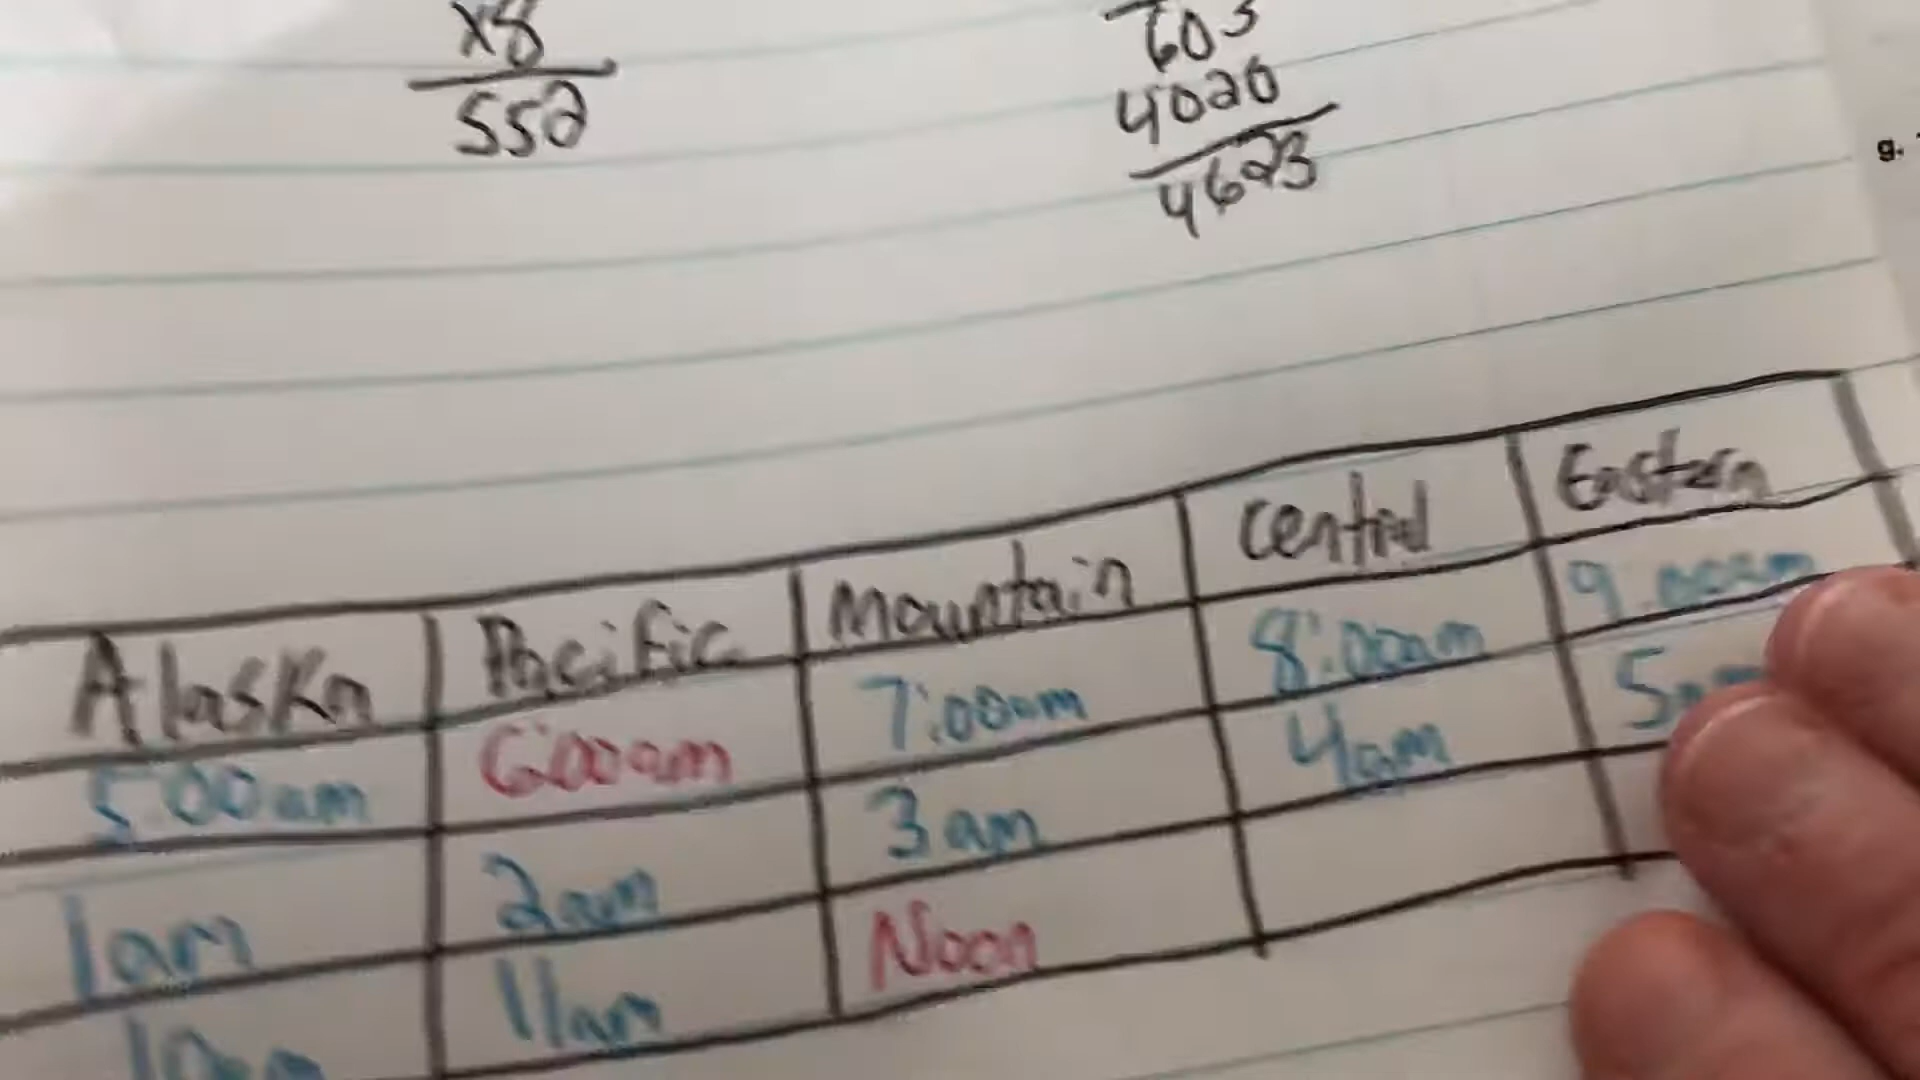 x8
552
603
4020
4623
g.
Alaska Pacific Mountain Central Eastern
5:00am 6:00am 7:00am 8:00am 9:00am
1am 2am 3am 4am
11am Noon